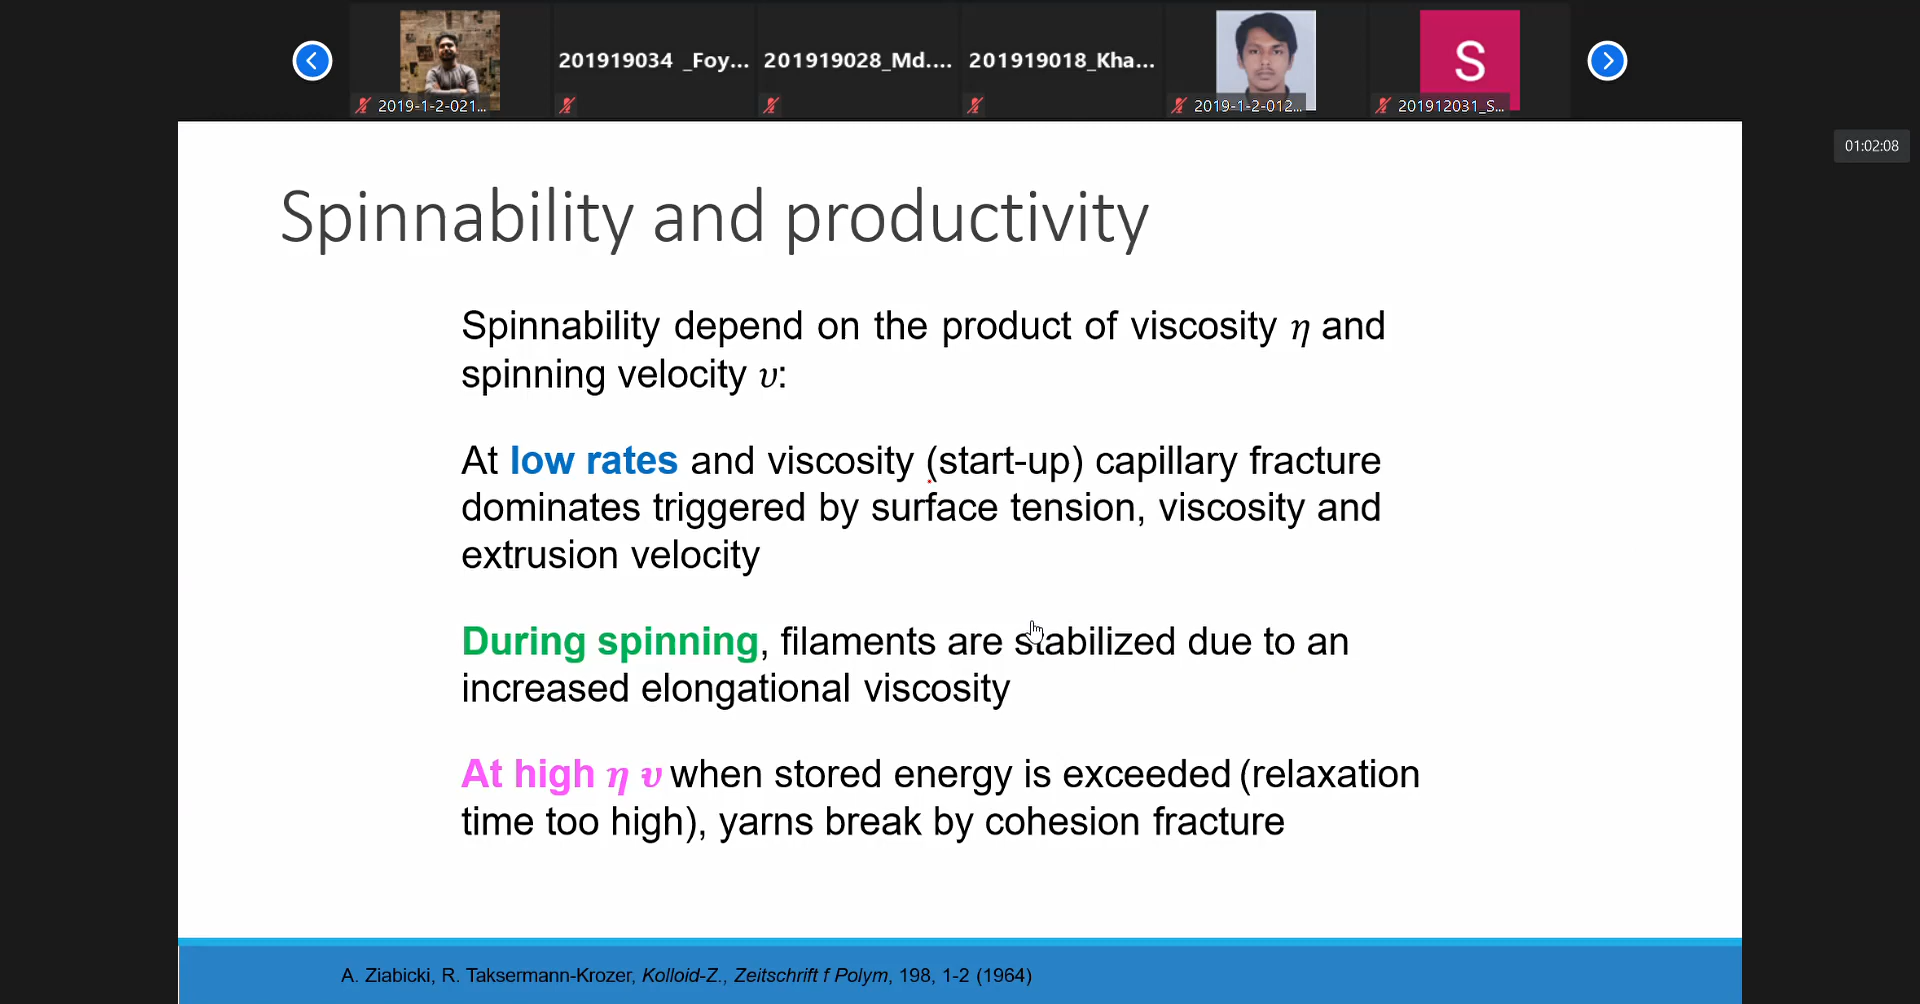 201919034 _Foy...
201919028_Md....
201919018_Kha...
S
2019-1-2-021...
2019-1-2-012...
201912031_S...
01:02:08
Spinnability and productivity
Spinnability depend on the product of viscosity η and
spinning velocity υ:
At low rates and viscosity (start-up) capillary fracture
dominates triggered by surface tension, viscosity and
extrusion velocity
During spinning, filaments are stabilized due to an
increased elongational viscosity
At high η υ when stored energy is exceeded (relaxation
time too high), yarns break by cohesion fracture
A. Ziabicki, R. Taksermann-Krozer, Kolloid-Z., Zeitschrift f Polym, 198, 1-2 (1964)